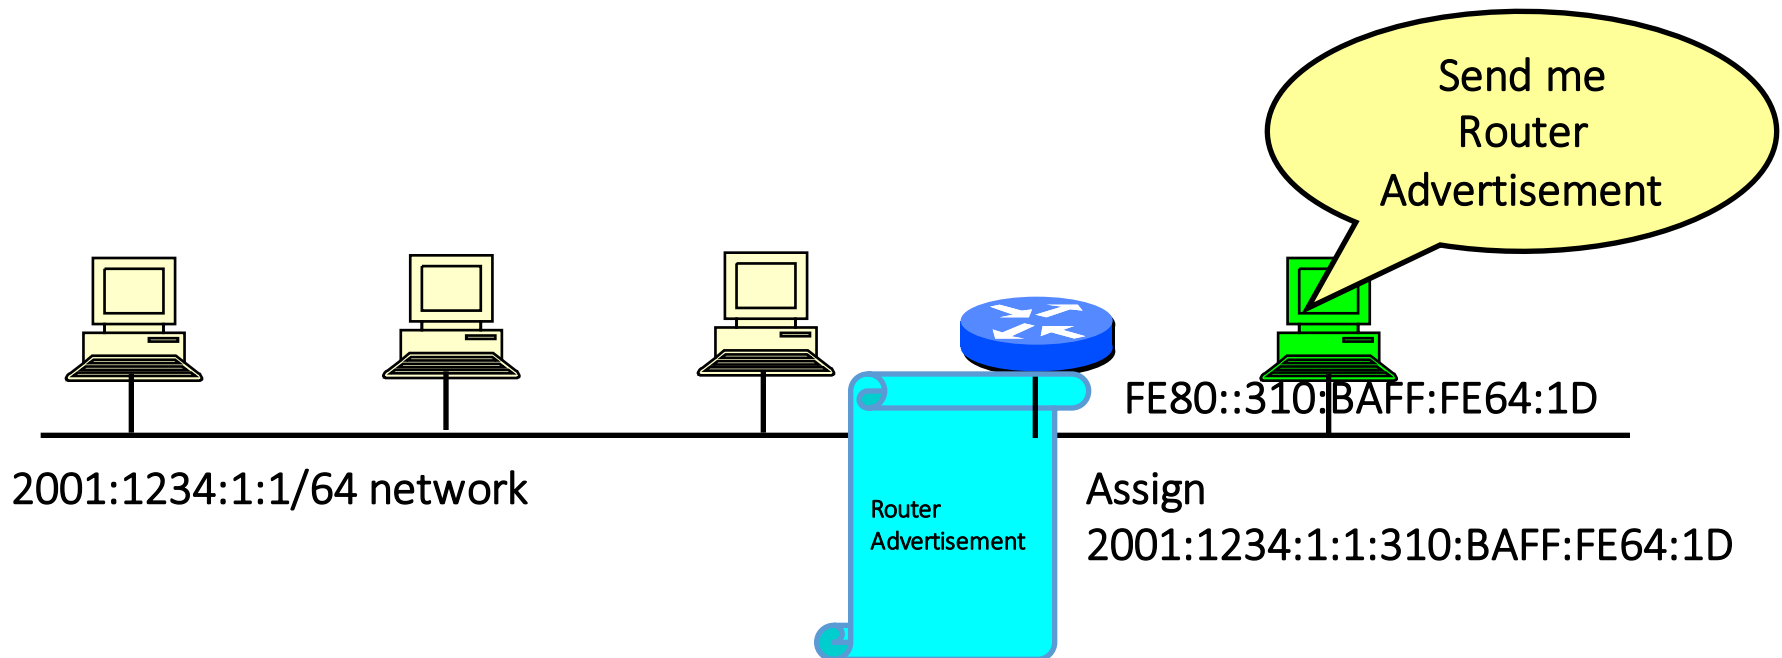 Send me
Router
Advertisement
FE80::310:BAFF:FE64:1D
2001:1234:1:1/64 network
Router
Advertisement
Assign
2001:1234:1:1:310:BAFF:FE64:1D